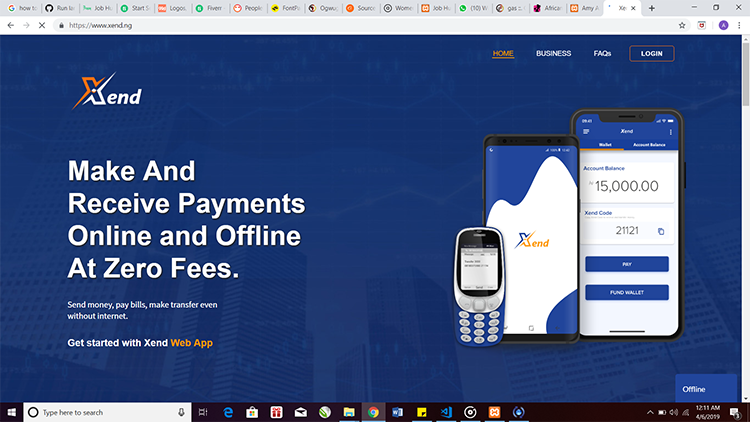 how to
Run la
Job H
Start S
Logos.
Fiverr
People
FontFo
Ogwu
Source
Wome
Job Hu
(10) W
gas :.
African
Amy A
Xend
https://www.xend.ng
A
HOME
BUSINESS
FAQs
LOGIN
Xend
Make And
Receive Payments
Online and Offline
At Zero Fees.
Send money, pay bills, make transfer even
without internet.
Get started with Xend Web App
Xend
Xend
Wallet
Account Balance
Account Balance
15,000.00
Xend Code
21121
PAY
FUND WALLET
Offline
Type here to search
12:11 AM
4/6/2019